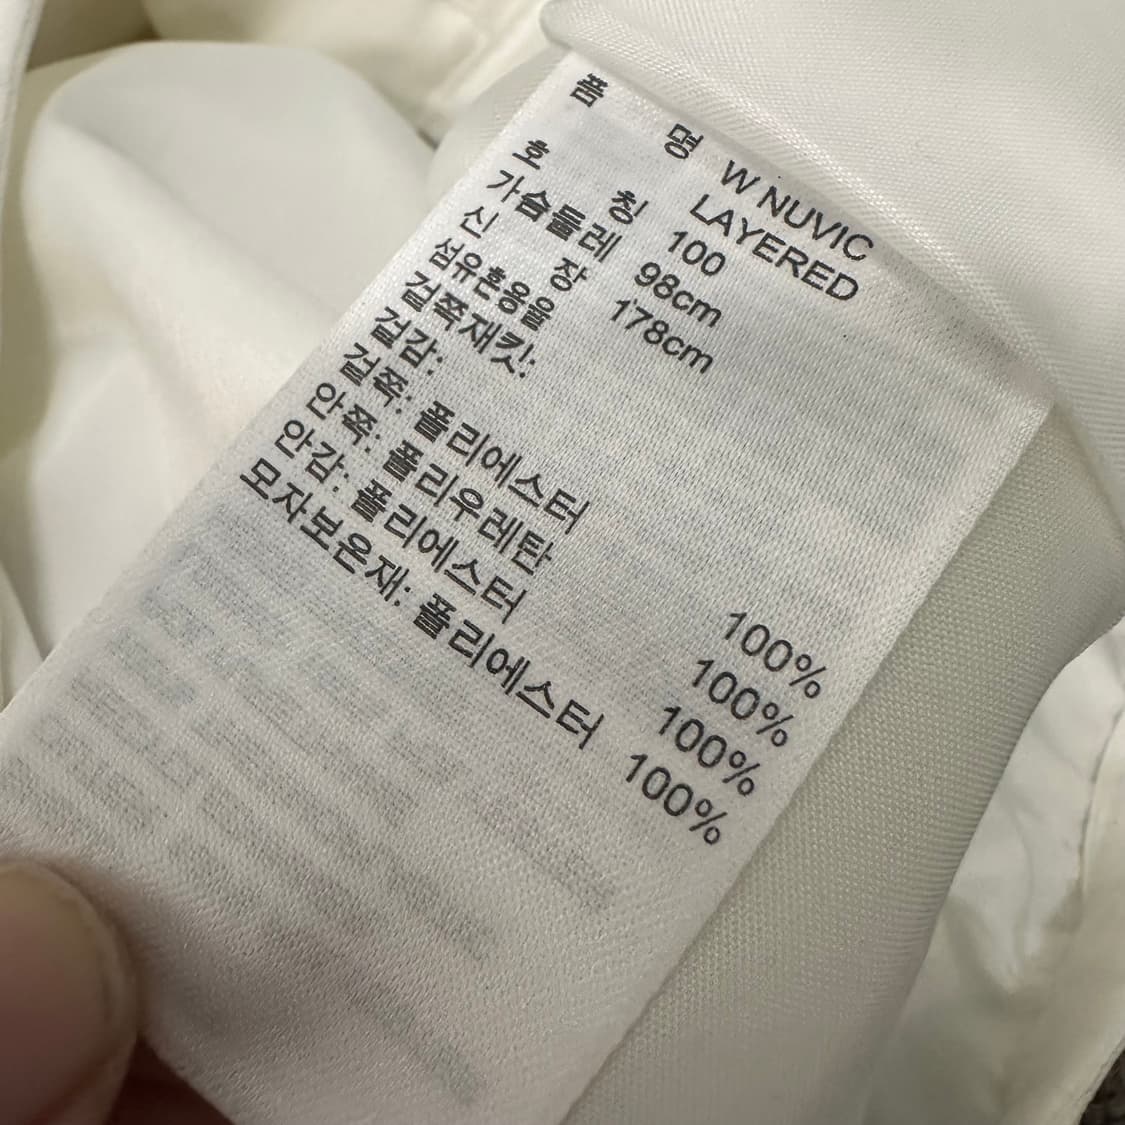 품 명 W'NUVIC
LAYERED
호 칭 100
가슴둘레 98cm
신 장 178cm
섬유혼용율
겉쪽재킷:
겉감:
겉쪽: 폴리에스터 100%
안쪽: 폴리우레탄 100%
안감: 폴리에스터 100%
모자보온재: 폴리에스터 100%